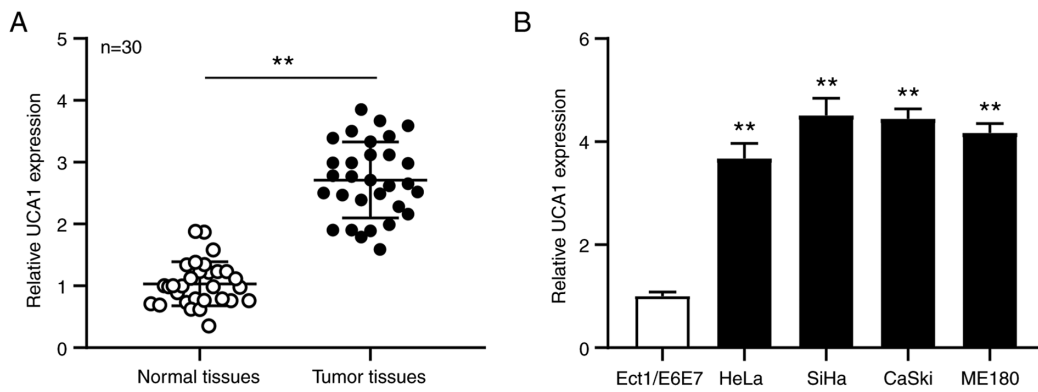 A
n=30
**
Relative UCA1 expression
5
4
3
2
1
0
Normal tissues
Tumor tissues
B
Relative UCA1 expression
6
4
2
0
**
**
**
**
Ect1/E6E7
HeLa
SiHa
CaSki
ME180